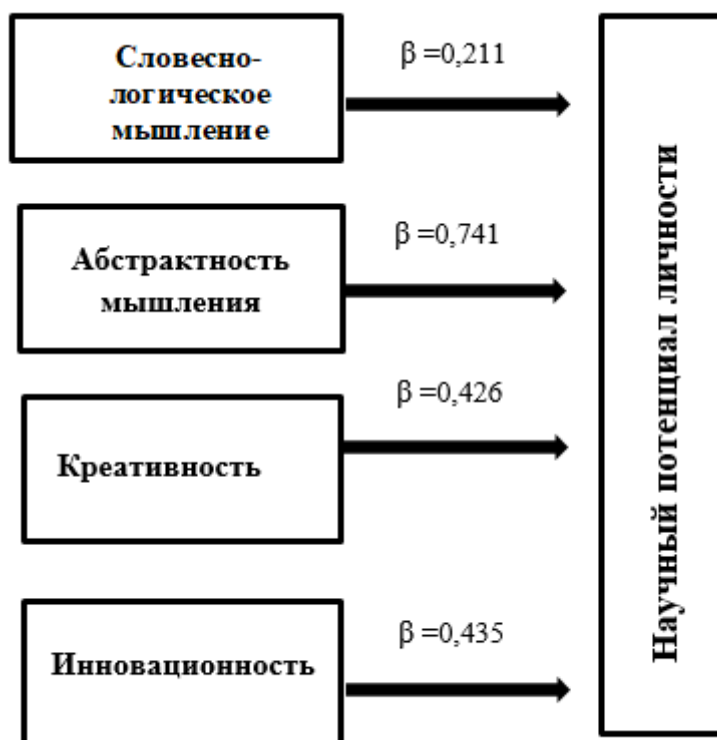 Словесно-
логическое
мышление
β =0,211
Абстрактность
мышления
β =0,741
Креативность
β =0,426
Инновационность
β =0,435
Научный потенциал личности